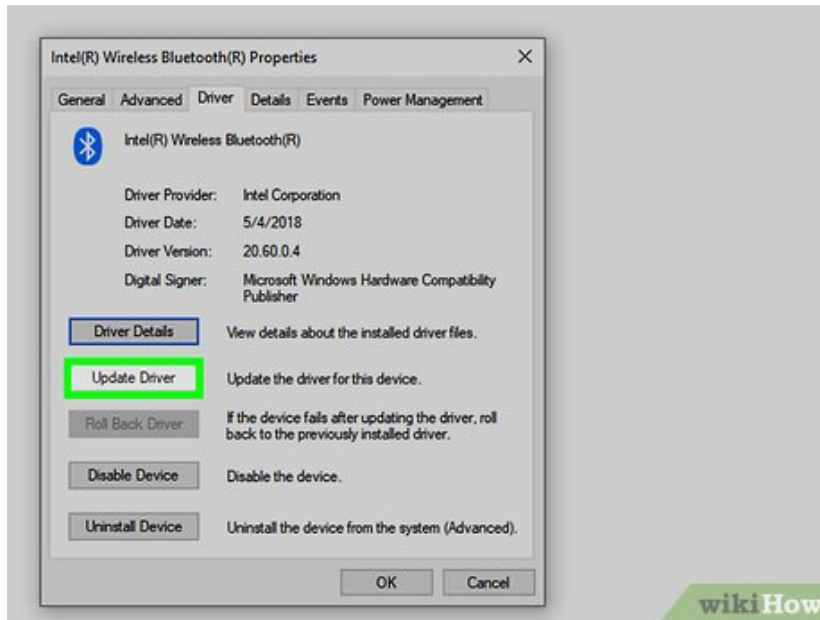 Intel(R) Wireless Bluetooth(R) Properties
General Advanced Driver Details Events Power Management
Intel(R) Wireless Bluetooth(R)
Driver Provider: Intel Corporation
Driver Date: 5/4/2018
Driver Version: 20.60.0.4
Digital Signer: Microsoft Windows Hardware Compatibility
Publisher
Driver Details View details about the installed driver files.
Update Driver Update the driver for this device.
Roll Back Driver If the device fails after updating the driver, roll
back to the previously installed driver.
Disable Device Disable the device.
Uninstall Device Uninstall the device from the system (Advanced).
OK Cancel
wikiHow